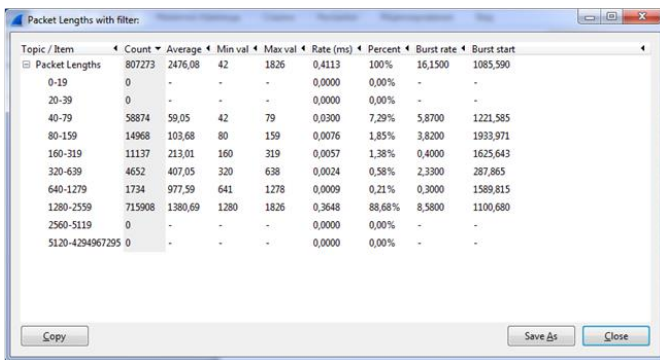 Packet Lengths with filter:
Topic / Item Count Average Min val Max val Rate (ms) Percent Burst rate Burst start
Packet Lengths 807273 2476,08 42 1826 0,4113 100% 16,1500 1085,590
0-19 0 - - - 0,0000 0,00% - -
20-39 0 - - - 0,0000 0,00% - -
40-79 58874 59,05 42 79 0,0300 7,29% 5,8700 1221,585
80-159 14968 103,68 80 159 0,0076 1,85% 3,8200 1933,971
160-319 11137 213,01 160 319 0,0057 1,38% 0,4000 1625,643
320-639 4652 407,05 320 638 0,0024 0,58% 2,3300 287,865
640-1279 1734 977,59 641 1278 0,0009 0,21% 0,3000 1589,815
1280-2559 715908 1380,69 1280 1826 0,3648 88,68% 8,5800 1100,680
2560-5119 0 - - - 0,0000 0,00% - -
5120-4294967295 0 - - - 0,0000 0,00% - -
Copy Save As Close